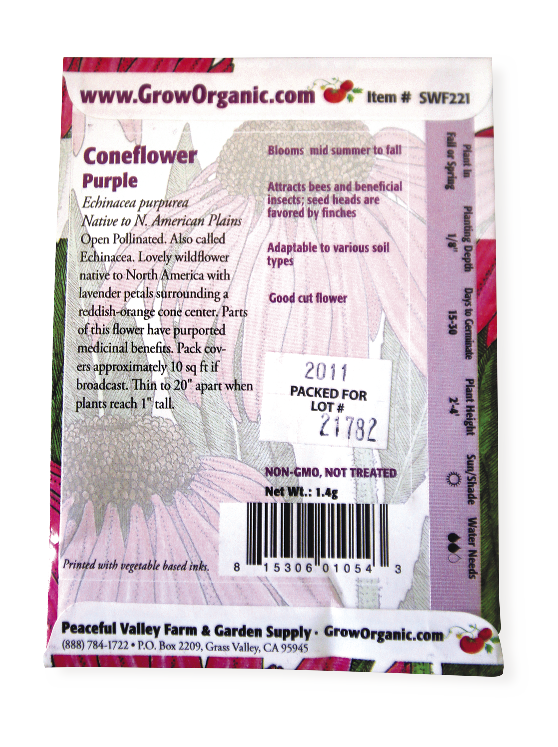 www.GrowOrganic.com
Item # SWF221
Coneflower
Purple
Echinacea purpurea
Native to N. American Plains
Open Pollinated. Also called
Echinacea. Lovely wildflower
native to North America with
lavender petals surrounding a
reddish-orange cone center. Parts
of this flower have purported
medicinal benefits. Pack cov-
ers approximately 10 sq ft if
broadcast. Thin to 20" apart when
plants reach 1" tall.
Blooms mid summer to fall
Attracts bees and beneficial
insects; seed heads are
favored by finches
Adaptable to various soil
types
Good cut flower
2011
PACKED FOR
LOT #
21782
NON-GMO, NOT TREATED
Net Wt.: 1.4g
8 15306 01054 3
Printed with vegetable based inks.
Plant in
Fall or Spring
Planting Depth
1/8"
Days to Germinate
15-30
Plant Height
2'-4'
Sun/Shade
Water Needs
Peaceful Valley Farm & Garden Supply · GrowOrganic.com
(888) 784-1722 • P.O. Box 2209, Grass Valley, CA 95945